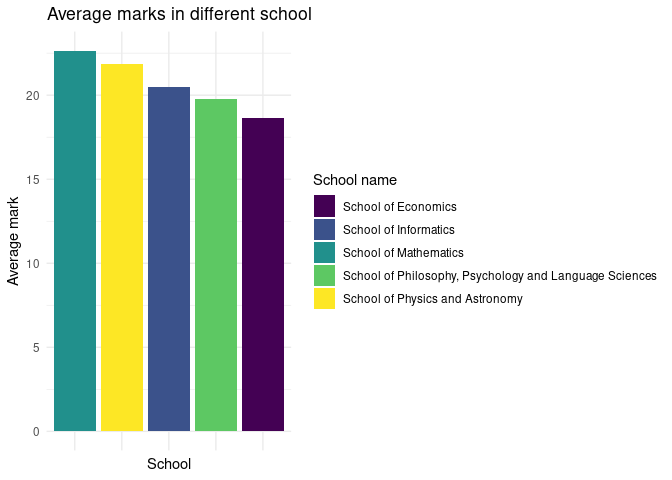 Average marks in different school
20
15
10
5
0
Average mark
School
School name
School of Economics
School of Informatics
School of Mathematics
School of Philosophy, Psychology and Language Sciences
School of Physics and Astronomy